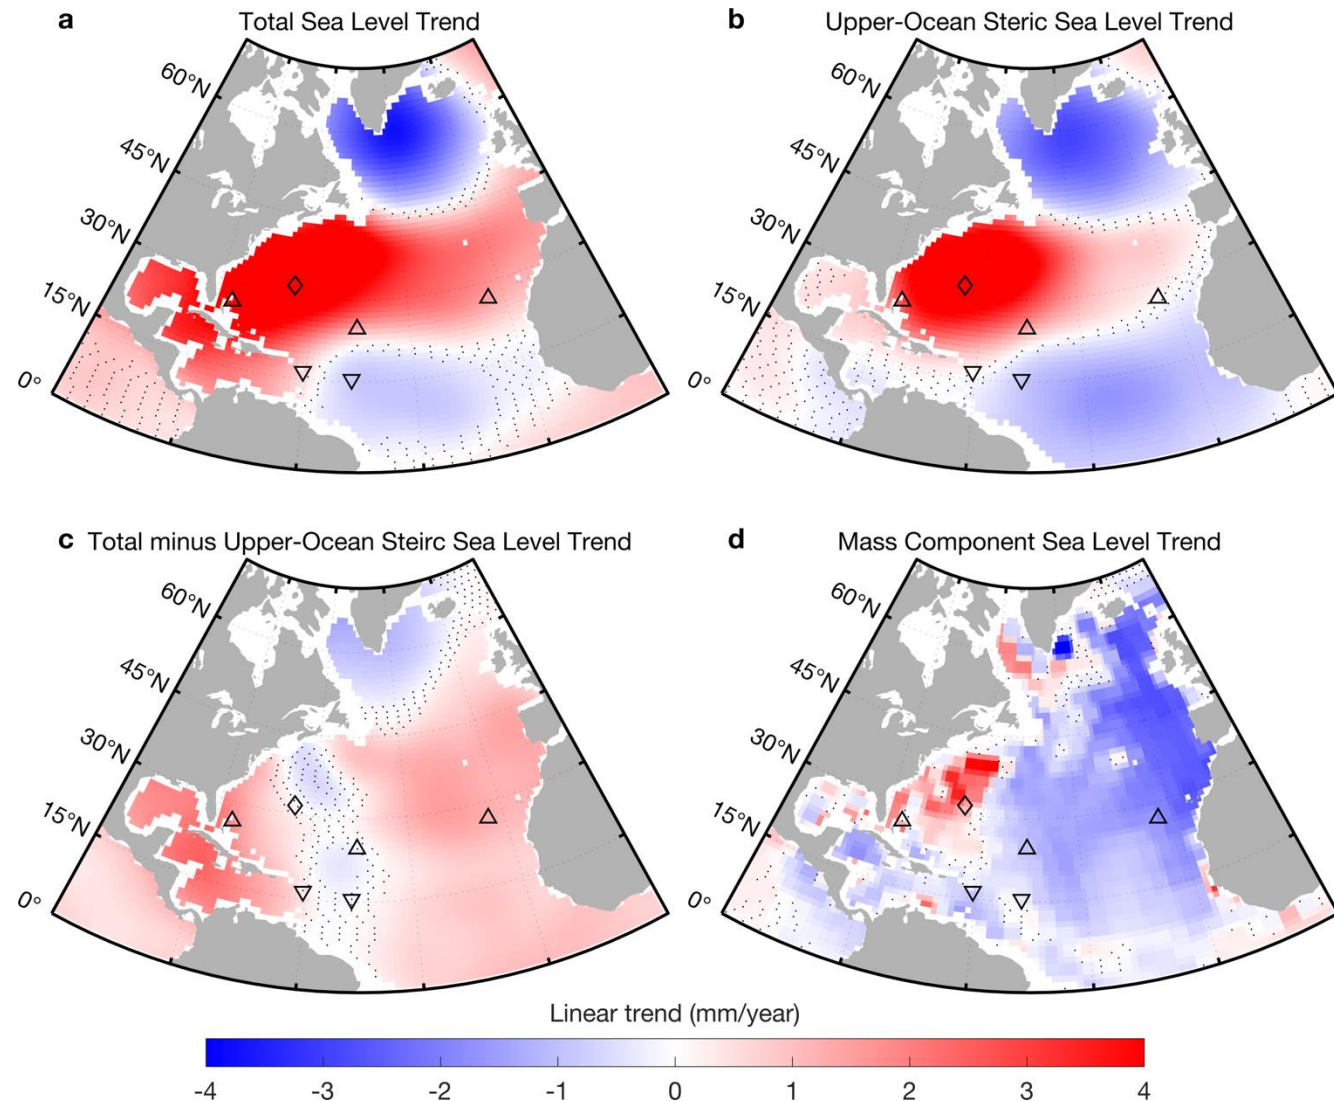 a Total Sea Level Trend
b Upper-Ocean Steric Sea Level Trend
60°N
45°N
30°N
15°N
0°
60°N
45°N
30°N
15°N
0°
c Total minus Upper-Ocean Steirc Sea Level Trend
d Mass Component Sea Level Trend
60°N
45°N
30°N
15°N
0°
60°N
45°N
30°N
15°N
0°
Linear trend (mm/year)
-4 -3 -2 -1 0 1 2 3 4